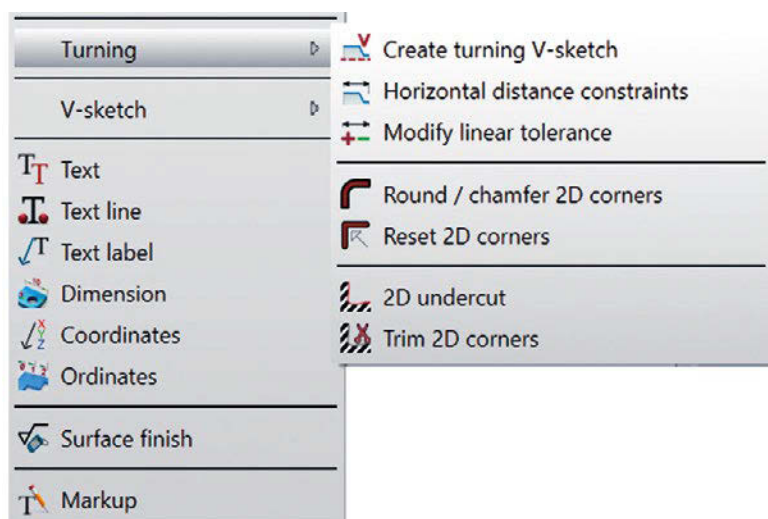 Turning
V-sketch
Text
Text line
Text label
Dimension
Coordinates
Ordinates
Surface finish
Markup
Create turning V-sketch
Horizontal distance constraints
Modify linear tolerance
Round / chamfer 2D corners
Reset 2D corners
2D undercut
Trim 2D corners